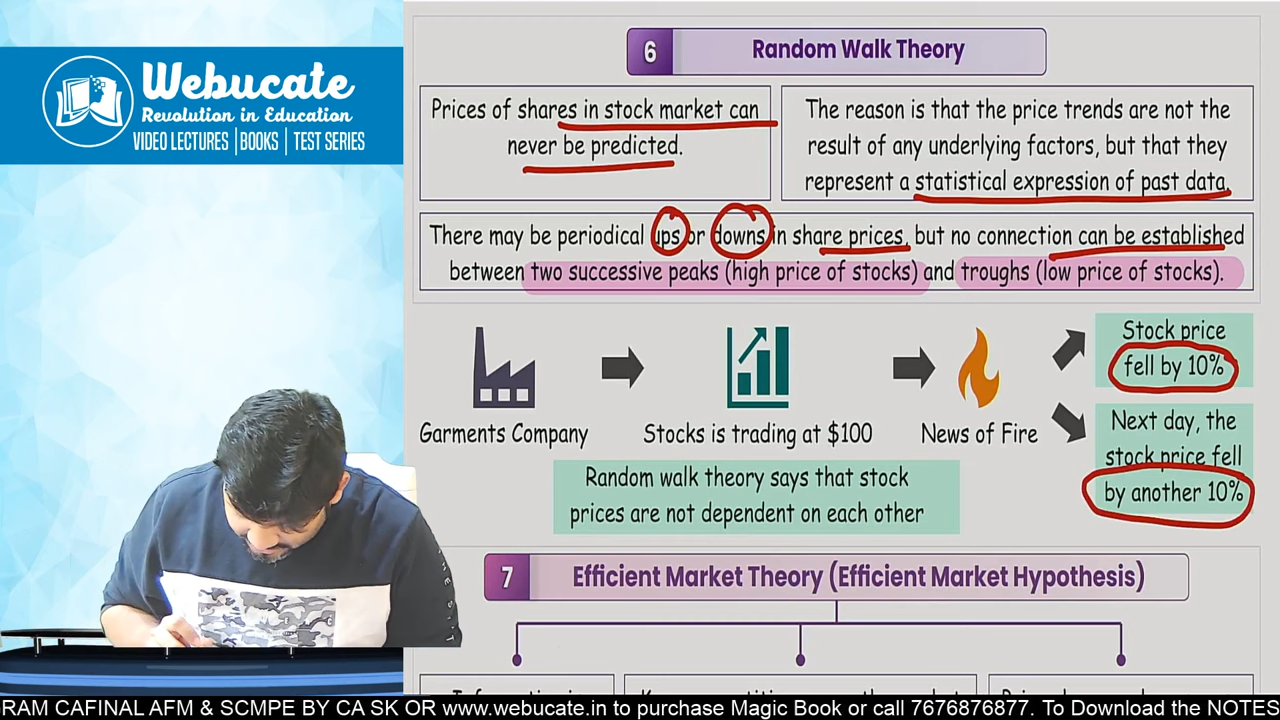 Webucate
Revolution in Education
VIDEO LECTURES | BOOKS | TEST SERIES
6 Random Walk Theory
Prices of shares in stock market can
never be predicted.
The reason is that the price trends are not the
result of any underlying factors, but that they
represent a statistical expression of past data.
There may be periodical ups or downs in share prices, but no connection can be established
between two successive peaks (high price of stocks) and troughs (low price of stocks).
Garments Company
Stocks is trading at $100
News of Fire
Stock price
fell by 10%
Next day, the
stock price fell
by another 10%
Random walk theory says that stock
prices are not dependent on each other
7 Efficient Market Theory (Efficient Market Hypothesis)
RAM CAFINAL AFM & SCMPE BY CA SK OR www.webucate.in to purchase Magic Book or call 7676876877. To Download the NOTES